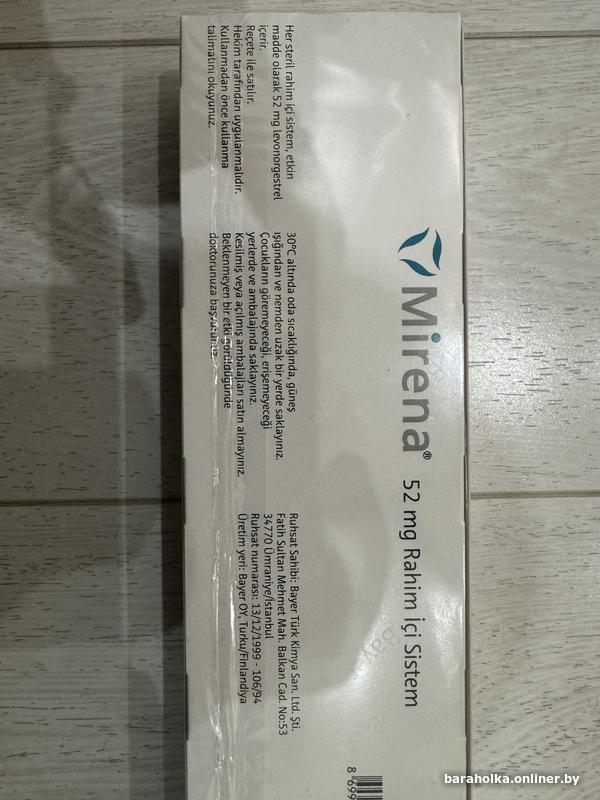 Mirena® 52 mg Rahim İçi Sistem
Her steril rahim içi sistem, etkin
madde olarak 52 mg levonorgestrel
içerir.
Reçete ile satılır.
Hekim tarafından uygulanmalıdır.
Kullanmadan önce kullanma
talimatını okuyunuz.
30°C altında oda sıcaklığında, güneş
ışığından ve nemden uzak bir yerde saklayınız.
Çocukların göremeyeceği, erişemeyeceği
yerlerde ve ambalajında saklayınız.
Kesilmiş veya açılmış ambalajları satın almayınız.
Beklenmeyen bir etki görüldüğünde
doktorunuza başvurunuz.
Ruhsat Sahibi: Bayer Türk Kimya San. Ltd. Şti.
Fatih Sultan Mehmet Mah. Balkan Cad. No:53
34770 Ümraniye/İstanbul
Ruhsat numarası: 13/12/1999 - 106/94
Üretim yeri: Bayer OY, Turku/Finlandiya
8 699
baraholka.onliner.by